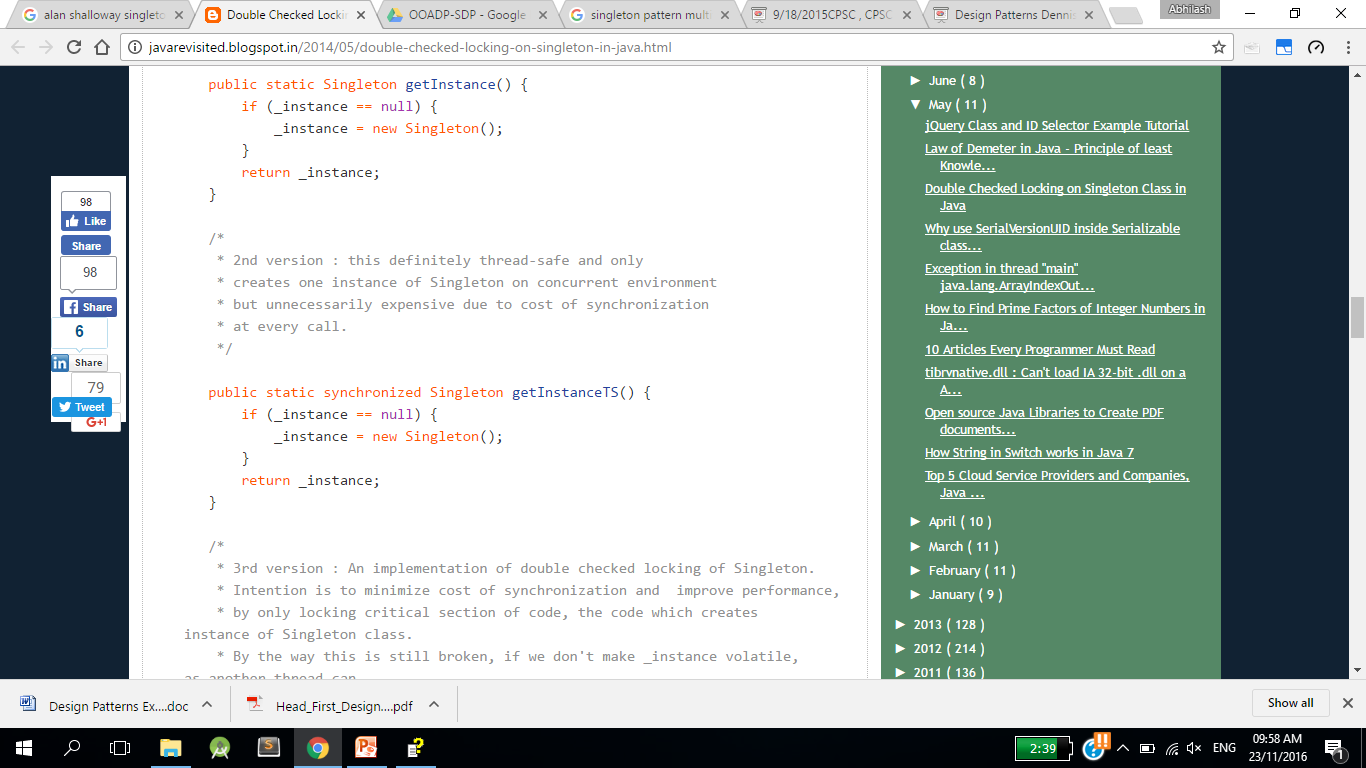 alan shalloway singleto
Double Checked Locki
OOADP-SDP - Google
singleton pattern mult
9/18/2015CPSC , CPSC
Design Patterns Dennis
Abhilash
javarevisited.blogspot.in/2014/05/double-checked-locking-on-singleton-in-java.html
public static Singleton getInstance() {
if (_instance == null) {
_instance = new Singleton();
}
return _instance;
}
/*
* 2nd version : this definitely thread-safe and only
* creates one instance of Singleton on concurrent environment
* but unnecessarily expensive due to cost of synchronization
* at every call.
*/
public static synchronized Singleton getInstanceTS() {
if (_instance == null) {
_instance = new Singleton();
}
return _instance;
}
/*
* 3rd version : An implementation of double checked locking of Singleton.
* Intention is to minimize cost of synchronization and  improve performance,
* by only locking critical section of code, the code which creates
instance of Singleton class.
* By the way this is still broken, if we don't make _instance volatile,
as another thread can
98
Like
Share
98
Share
6
in Share
79
Tweet
G+1
► June ( 8 )
▼ May ( 11 )
jQuery Class and ID Selector Example Tutorial
Law of Demeter in Java - Principle of least
Knowle...
Double Checked Locking on Singleton Class in
Java
Why use SerialVersionUID inside Serializable
class...
Exception in thread "main"
java.lang.ArrayIndexOut...
How to Find Prime Factors of Integer Numbers in
Ja...
10 Articles Every Programmer Must Read
tibrvnative.dll : Can't load IA 32-bit .dll on a
A...
Open source Java Libraries to Create PDF
documents...
How String in Switch works in Java 7
Top 5 Cloud Service Providers and Companies,
Java ...
► April ( 10 )
► March ( 11 )
► February ( 11 )
► January ( 9 )
► 2013 ( 128 )
► 2012 ( 214 )
► 2011 ( 136 )
Design Patterns Ex....doc
Head_First_Design....pdf
Show all
2:39
ENG
09:58 AM
23/11/2016
1